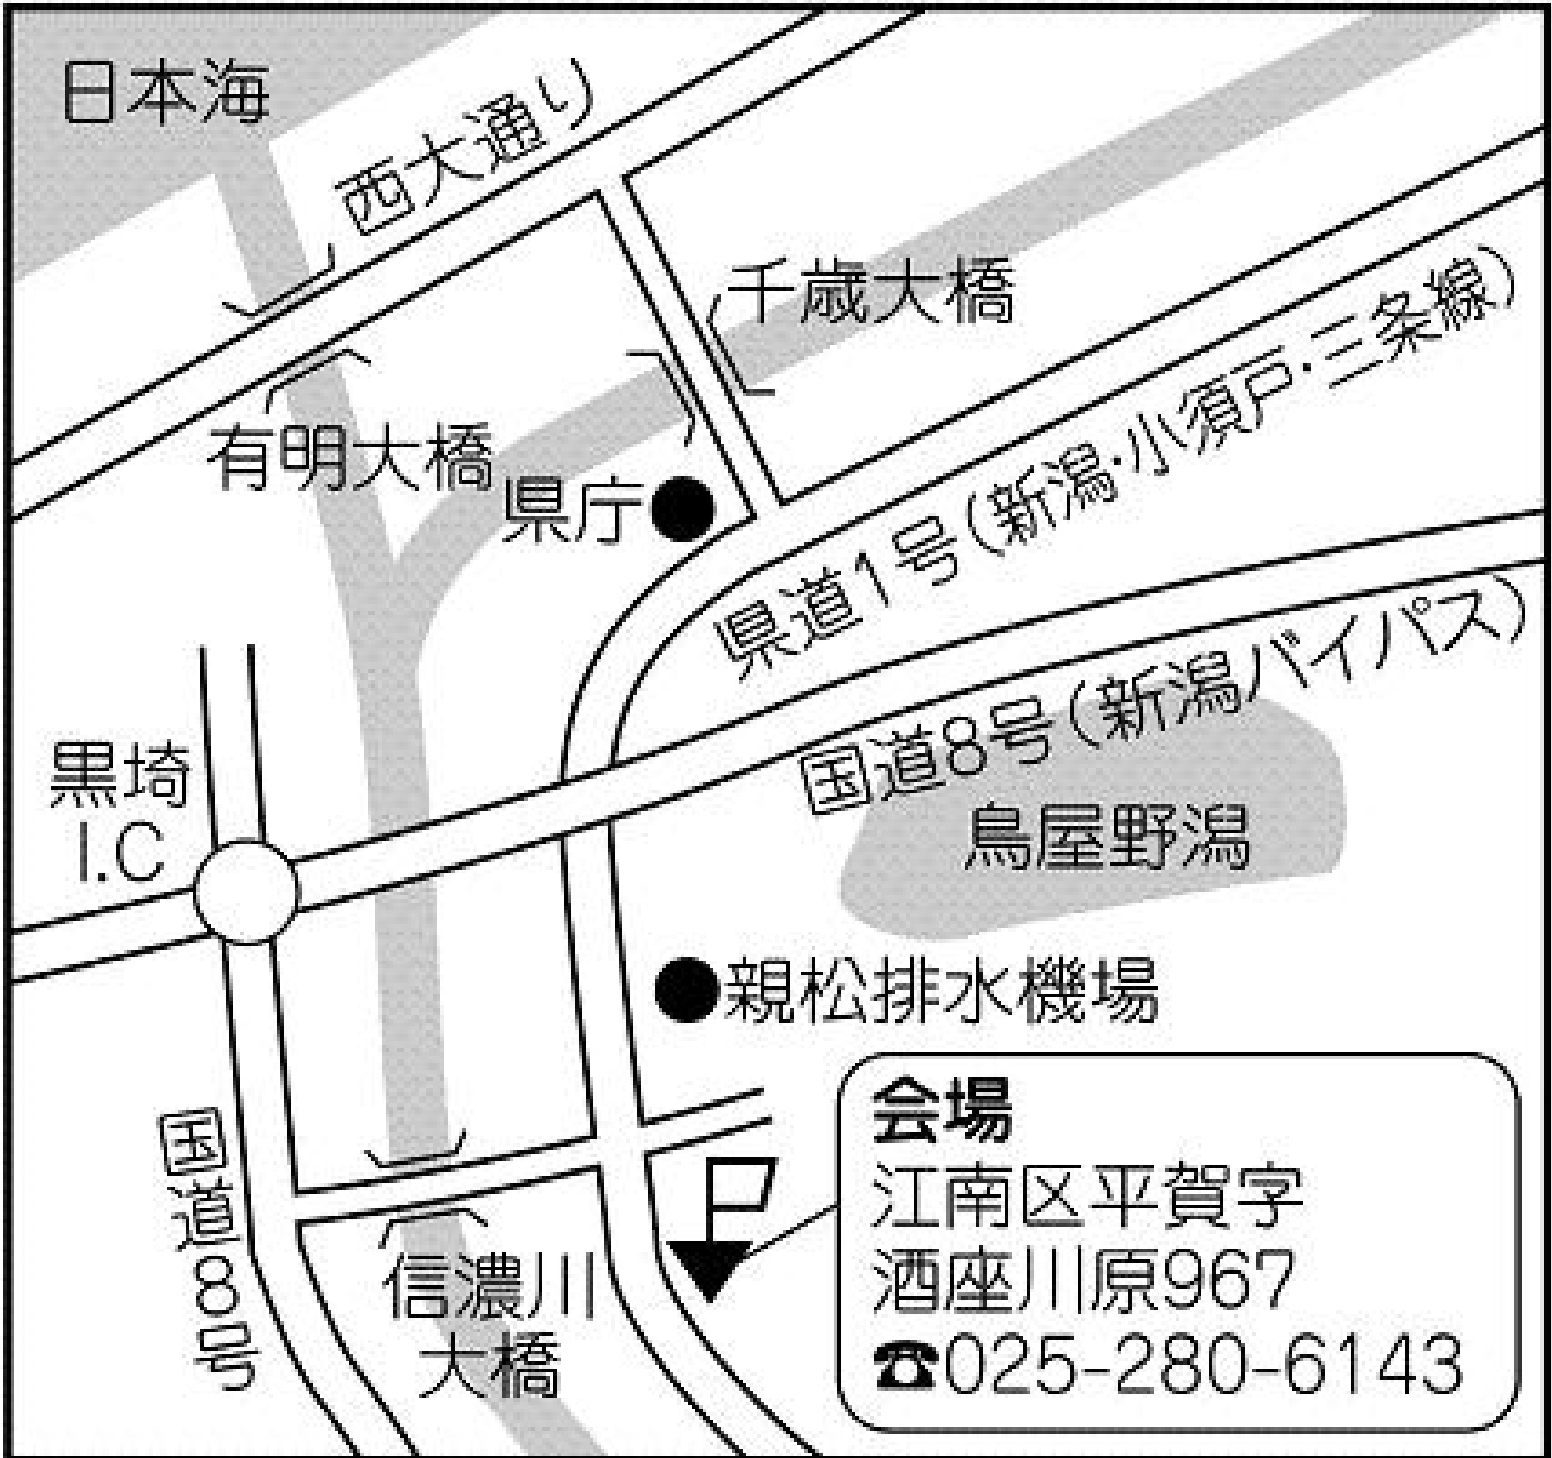 日本海
西大通り
千歳大橋
有明大橋
県庁
県道1号(新潟・小須戸・三条線)
国道8号(新潟バイパス)
黒埼
I.C
鳥屋野潟
親松排水機場
国道8号
信濃川
大橋
会場
江南区平賀字
酒座川原967
☎025-280-6143